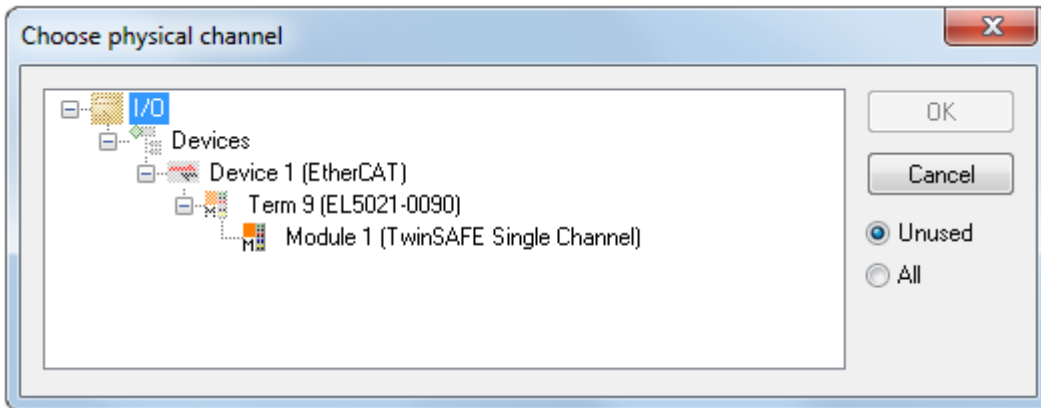 Choose physical channel
I/O
Devices
Device 1 (EtherCAT)
Term 9 (EL5021-0090)
Module 1 (TwinSAFE Single Channel)
OK
Cancel
Unused
All